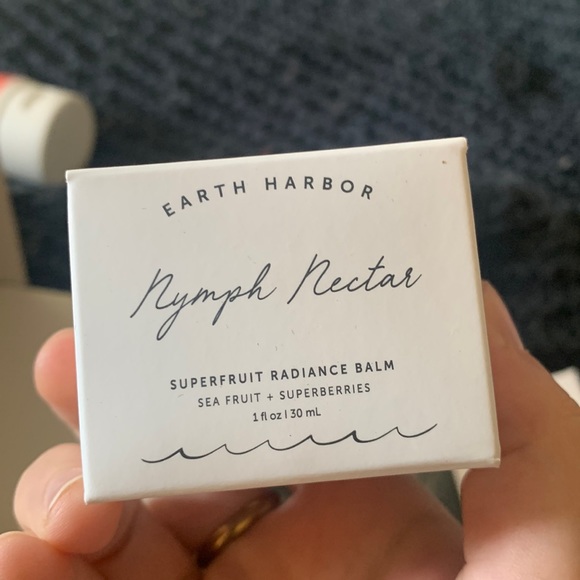 EARTH HARBOR
Nymph Nectar
SUPERFRUIT RADIANCE BALM
SEA FRUIT + SUPERBERRIES
1 fl oz | 30 mL